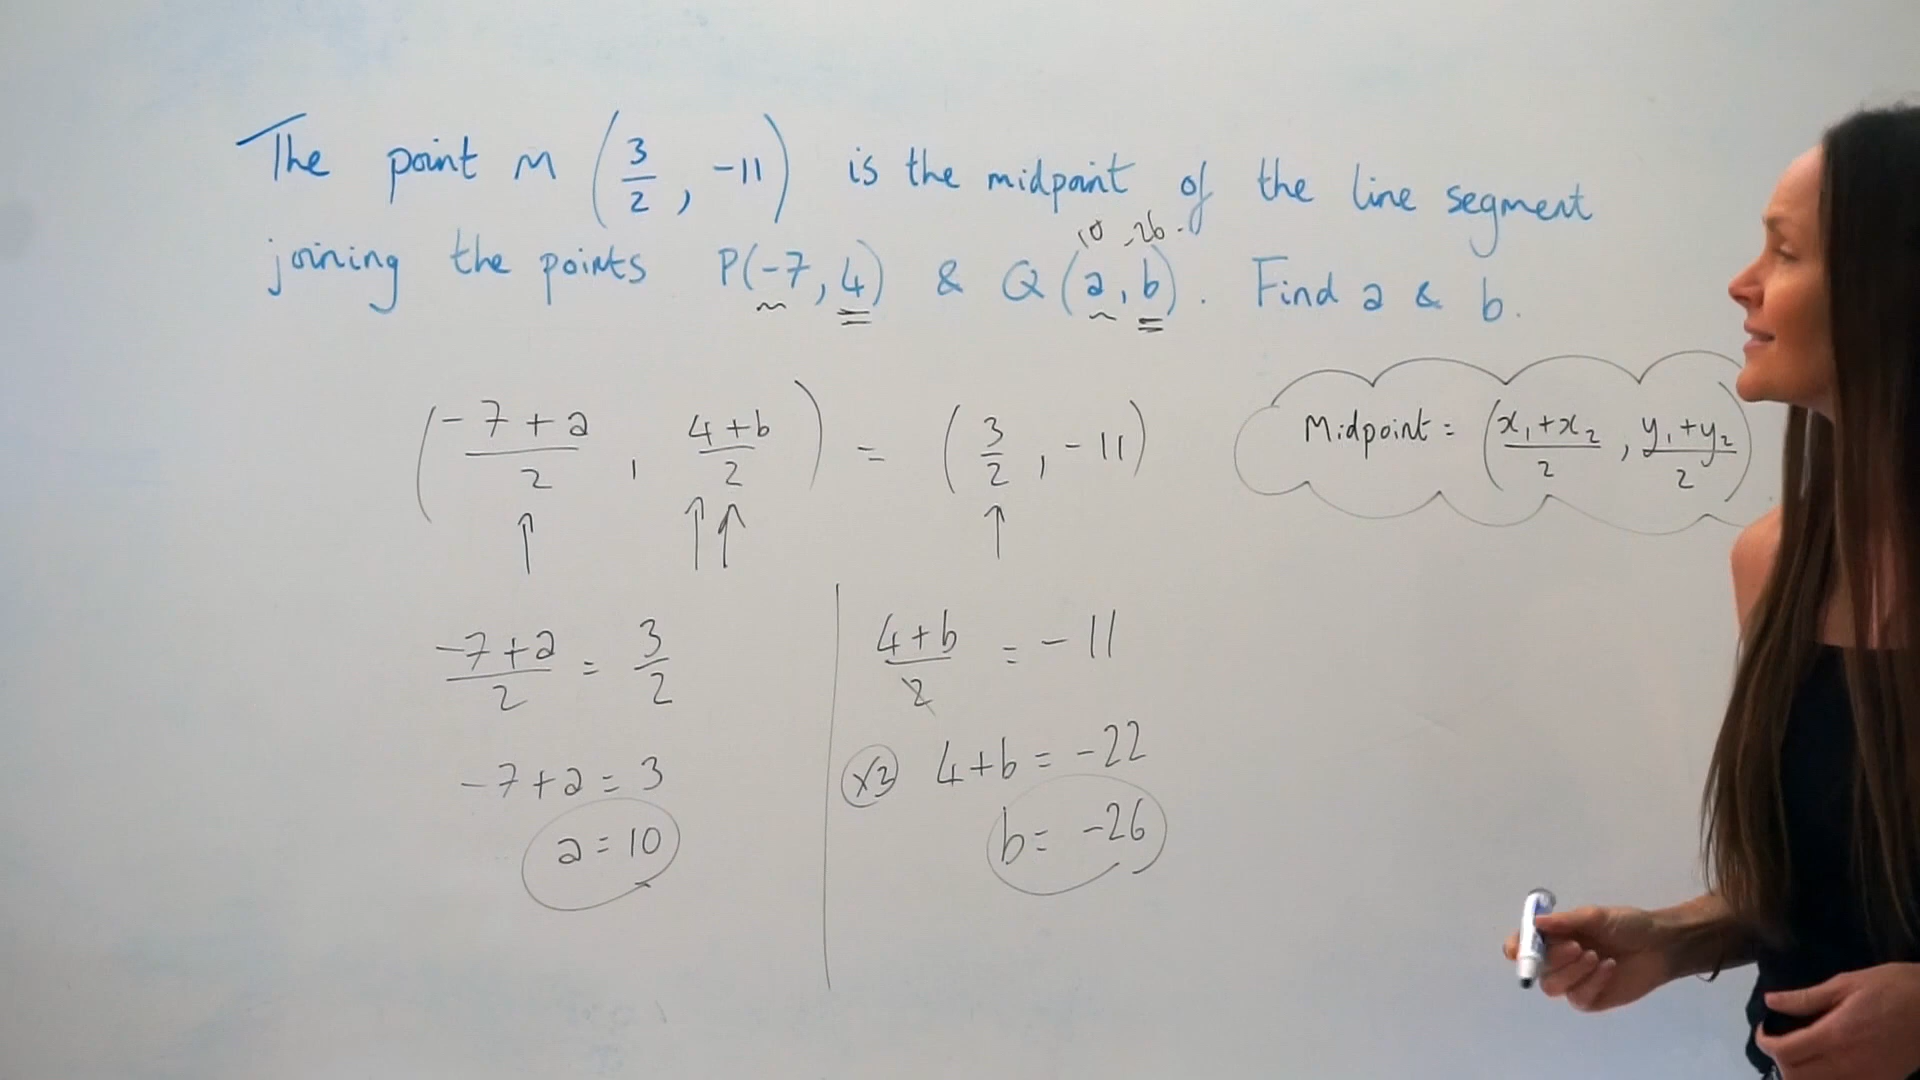 The point M (3/2, -11) is the midpoint of the line segment
10, -26.
joining the points P(-7, 4) & Q(a, b). Find a & b.
((-7+a)/2, (4+b)/2) = (3/2, -11)
Midpoint = ((x₁+x₂)/2, (y₁+y₂)/2)
(-7+a)/2 = 3/2
-7+a = 3
a = 10
(4+b)/2 = -11
×2 4+b = -22
b = -26